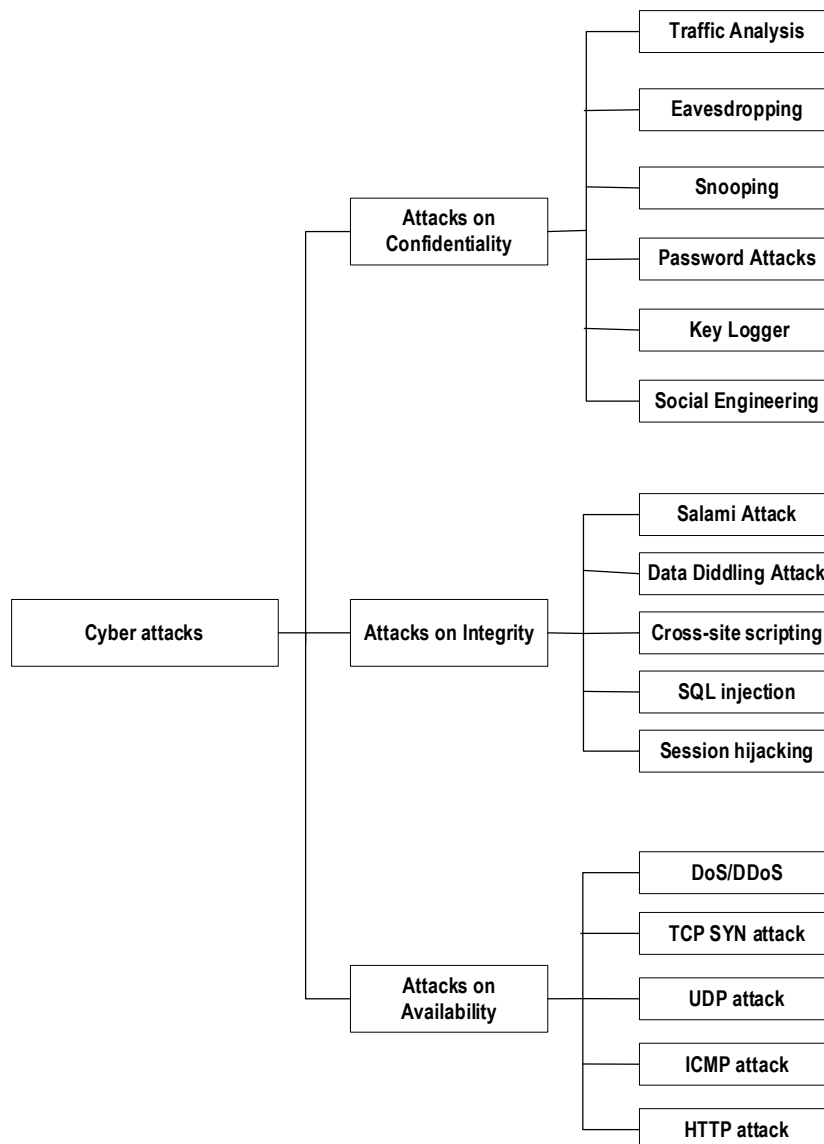 Traffic Analysis
Eavesdropping
Snooping
Attacks on
Confidentiality
Password Attacks
Key Logger
Social Engineering
Salami Attack
Data Diddling Attack
Cyber attacks
Attacks on Integrity
Cross-site scripting
SQL injection
Session hijacking
DoS/DDoS
TCP SYN attack
Attacks on
Availability
UDP attack
ICMP attack
HTTP attack